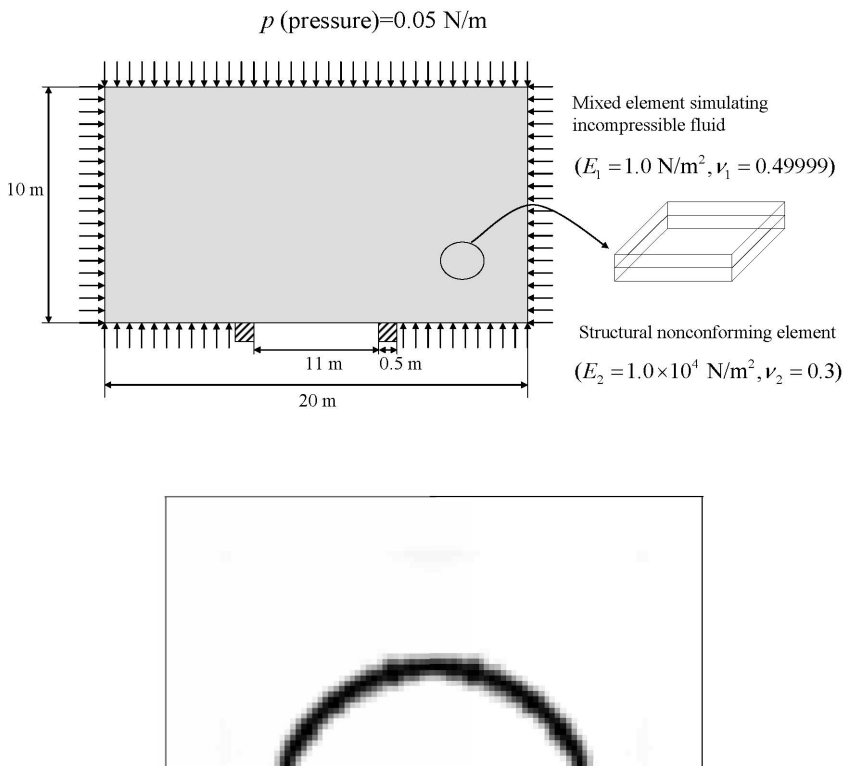 p (pressure)=0.05 N/m
Mixed element simulating
incompressible fluid
(E₁ = 1.0 N/m², ν₁ = 0.49999)
10 m
Structural nonconforming element
11 m
0.5 m
(E₂ = 1.0×10⁴ N/m², ν₂ = 0.3)
20 m